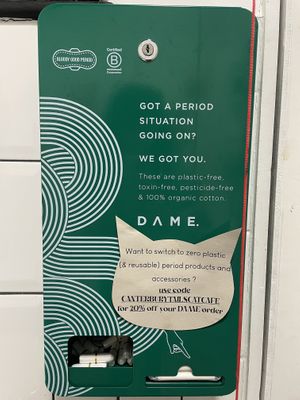 BLOODY GOOD PERIOD
Certified
B
Corporation
GOT A PERIOD
SITUATION
GOING ON?
WE GOT YOU.
These are plastic-free,
toxin-free, pesticide-free
& 100% organic cotton.
DAME.
Want to switch to zero plastic
(& reusable) period products and
accessories ?
use code
CANTERBURYTMLSCATCAFE
for 20% off your DAME order